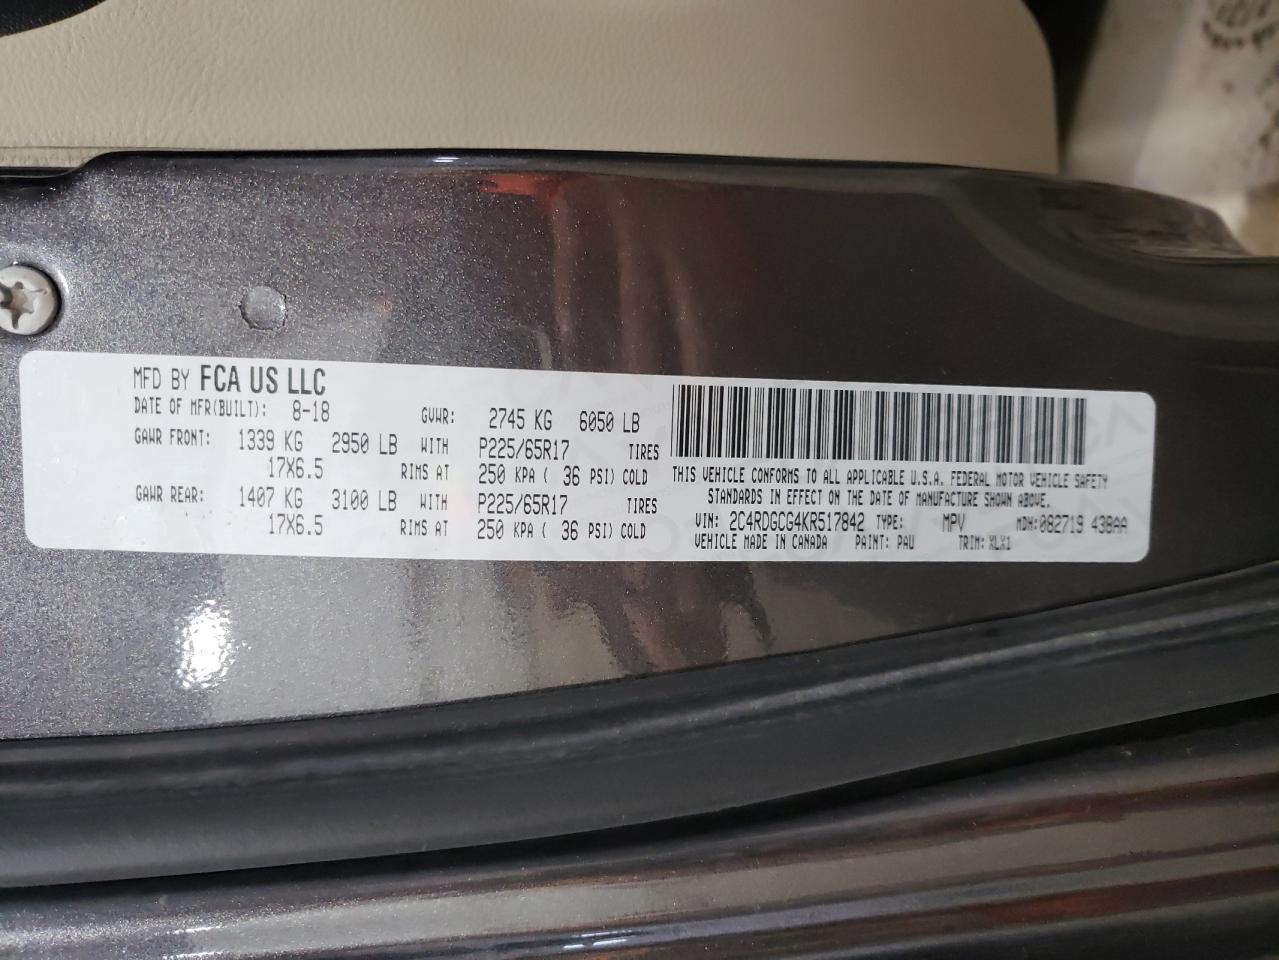 MFD BY FCA US LLC
DATE OF MFR(BUILT): 8-18 GVWR: 2745 KG 6050 LB
GAWR FRONT: 1339 KG 2950 LB WITH P225/65R17 TIRES
17X6.5 RIMS AT 250 KPA ( 36 PSI) COLD
GAWR REAR: 1407 KG 3100 LB WITH P225/65R17 TIRES
17X6.5 RIMS AT 250 KPA ( 36 PSI) COLD
THIS VEHICLE CONFORMS TO ALL APPLICABLE U.S.A. FEDERAL MOTOR VEHICLE SAFETY
STANDARDS IN EFFECT ON THE DATE OF MANUFACTURE SHOWN ABOVE.
VIN: 2C4RDGCG4KR517842 TYPE: MPV MDH:082719 438AA
VEHICLE MADE IN CANADA PAINT: PAU TRIM: XLX1